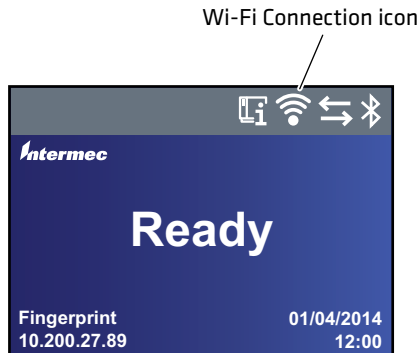 Wi-Fi Connection icon
Intermec
Ready
Fingerprint
01/04/2014
10.200.27.89
12:00